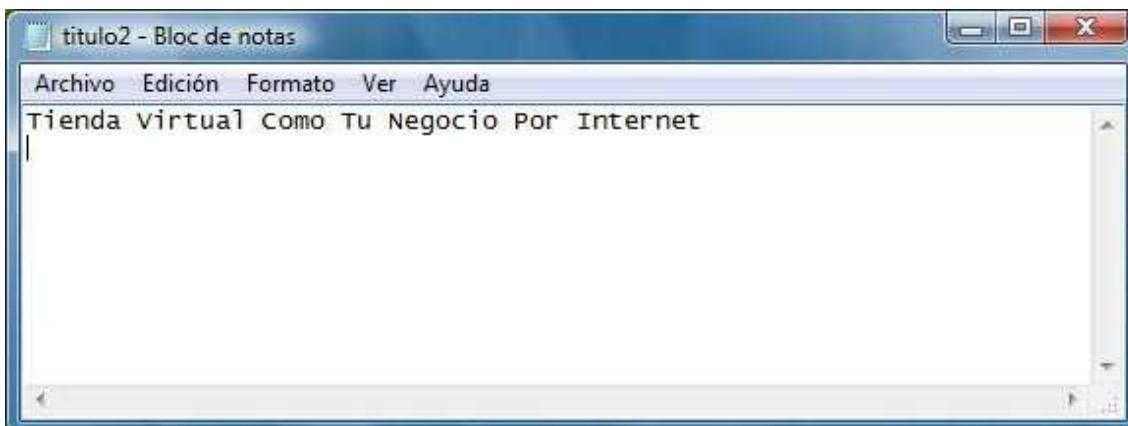 titulo2 - Bloc de notas
Archivo Edición Formato Ver Ayuda
Tienda Virtual Como Tu Negocio Por Internet